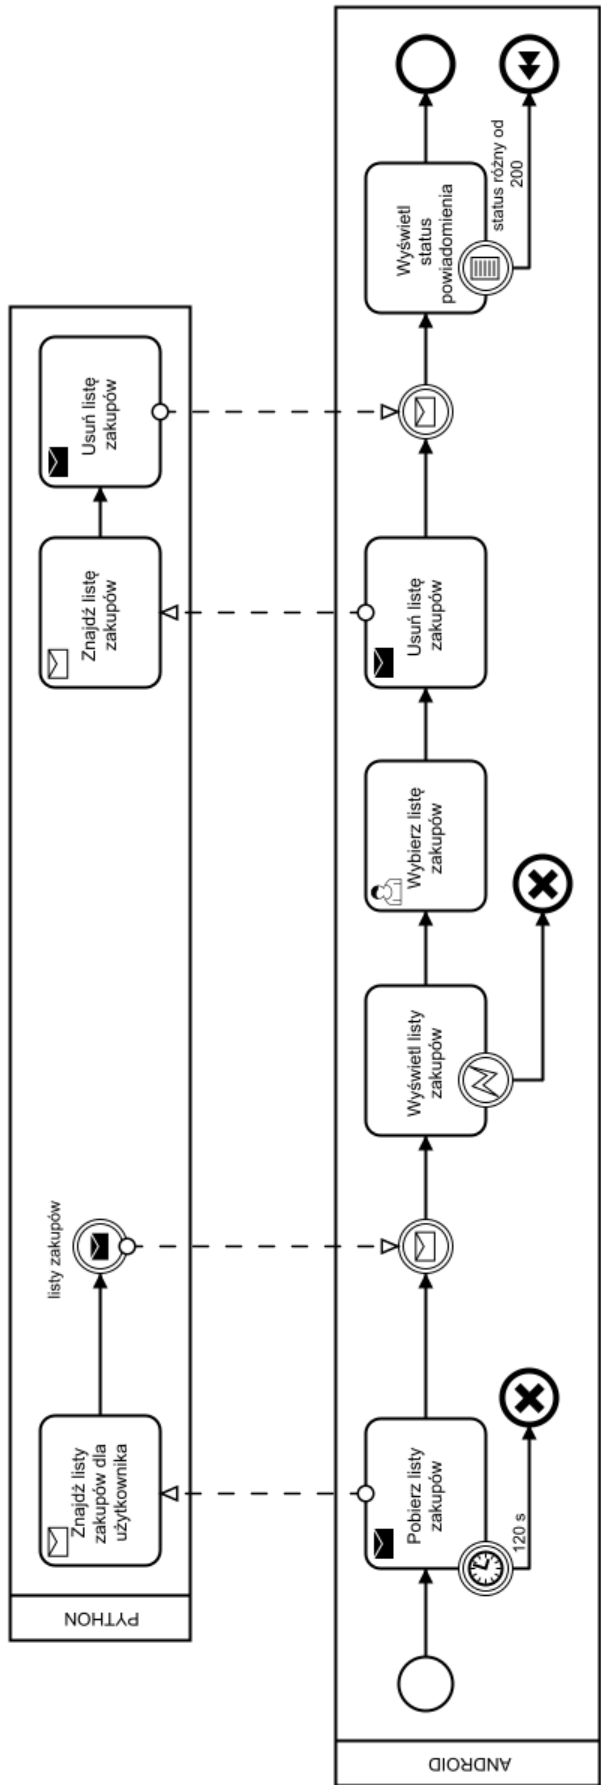 PYTHON
Znajdź listy
zakupów dla
użytkownika
listy zakupów
Znajdź listę
zakupów
Usuń listę
zakupów
ANDROID
Pobierz listy
zakupów
120 s
Wyświetl listy
zakupów
Wybierz listę
zakupów
Usuń listę
zakupów
Wyświetl
status
powiadomienia
status różny od
200